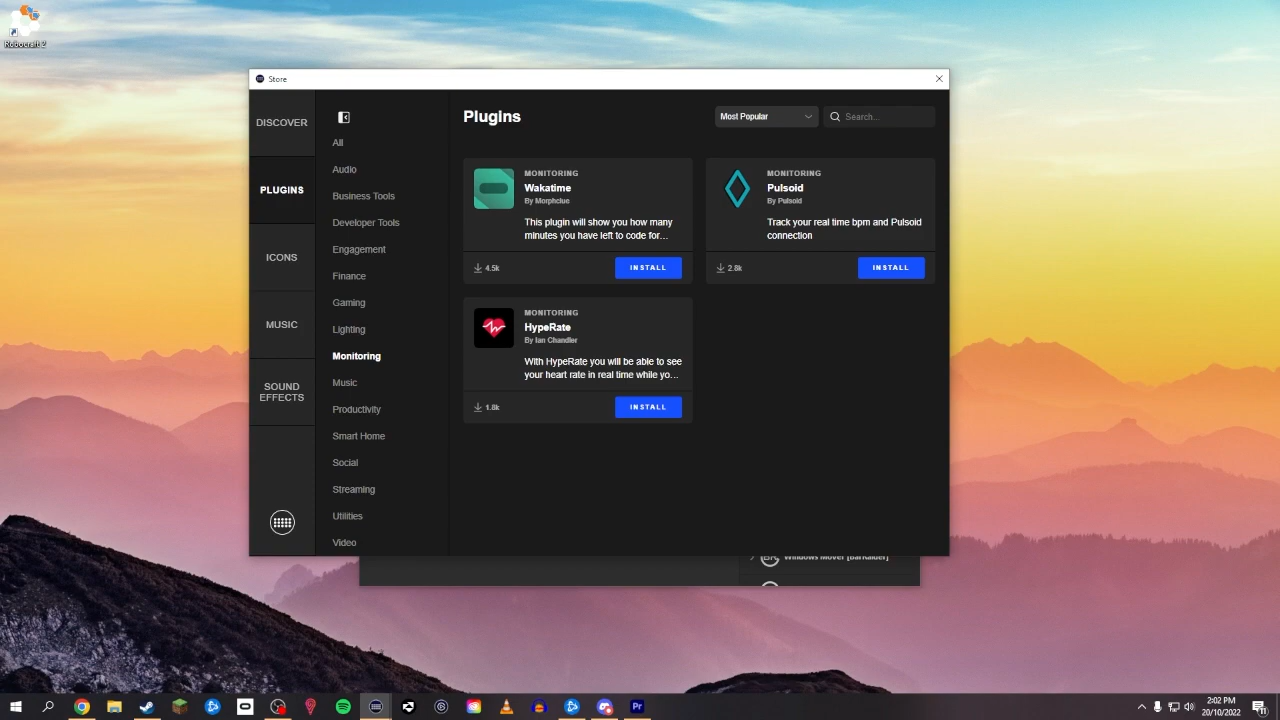 Robocraft 2
Store
DISCOVER
PLUGINS
ICONS
MUSIC
SOUND
EFFECTS
All
Audio
Business Tools
Developer Tools
Engagement
Finance
Gaming
Lighting
Monitoring
Music
Productivity
Smart Home
Social
Streaming
Utilities
Video
Plugins
Most Popular
Search...
MONITORING
Wakatime
By Morphclue
This plugin will show you how many
minutes you have left to code for...
4.5k
INSTALL
MONITORING
Pulsoid
By Pulsoid
Track your real time bpm and Pulsoid
connection
2.8k
INSTALL
MONITORING
HypeRate
By Ian Chandler
With HypeRate you will be able to see
your heart rate in real time while yo...
1.8k
INSTALL
Windows Mover [BarRaider]
Pr
2:02 PM
20/10/2022